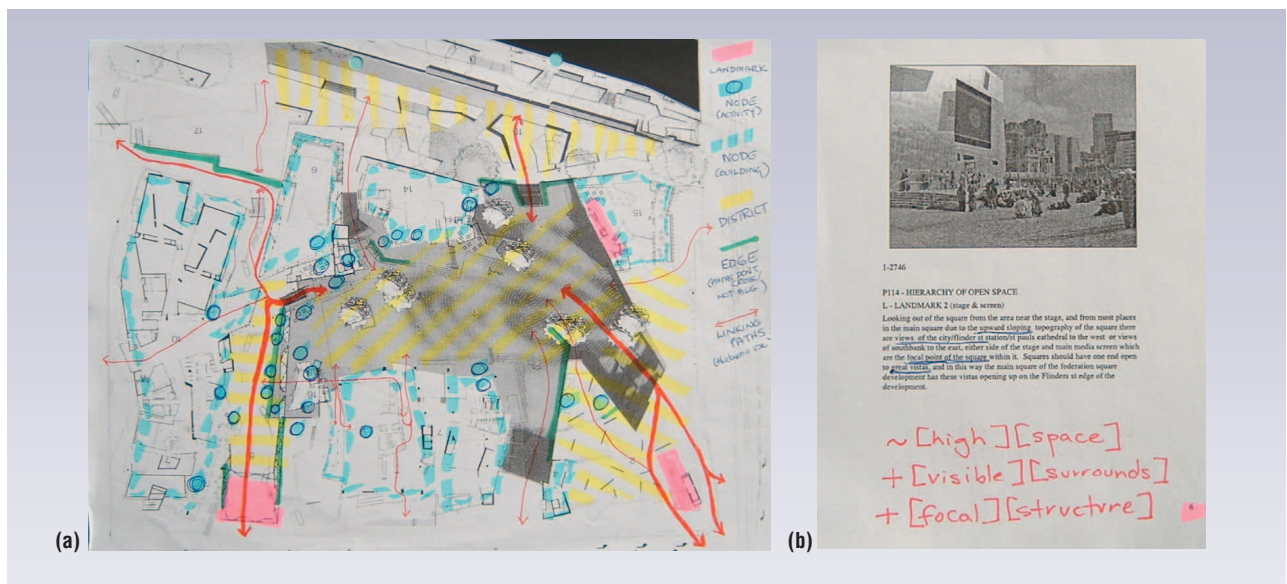 LANDMARK
NODE
(ACTIVITY)
NODE
(BUILDING)
DISTRICT
EDGE
LINKING
PATHS
17
6
14
15
(a)
1-2746
P114 - HIERARCHY OF OPEN SPACE
L - LANDMARK 2 (stage & screen)
Looking out of the square from the area near the stage, and from most places
in the main square due to the upward sloping topography of the square there
are views of the city/flinder st station/st pauls cathedral to the west or views
of southbank to the east, either side of the stage and main media screen which
are the focal point of the square within it. Squares should have one end open
to great vistas, and in this way the main square of the federation square
development has these vistas opening up on the Flinders st edge of the
development.
~ [high] [space]
+ [visible] [surrounds]
+ [focal] [structure]
6
(b)